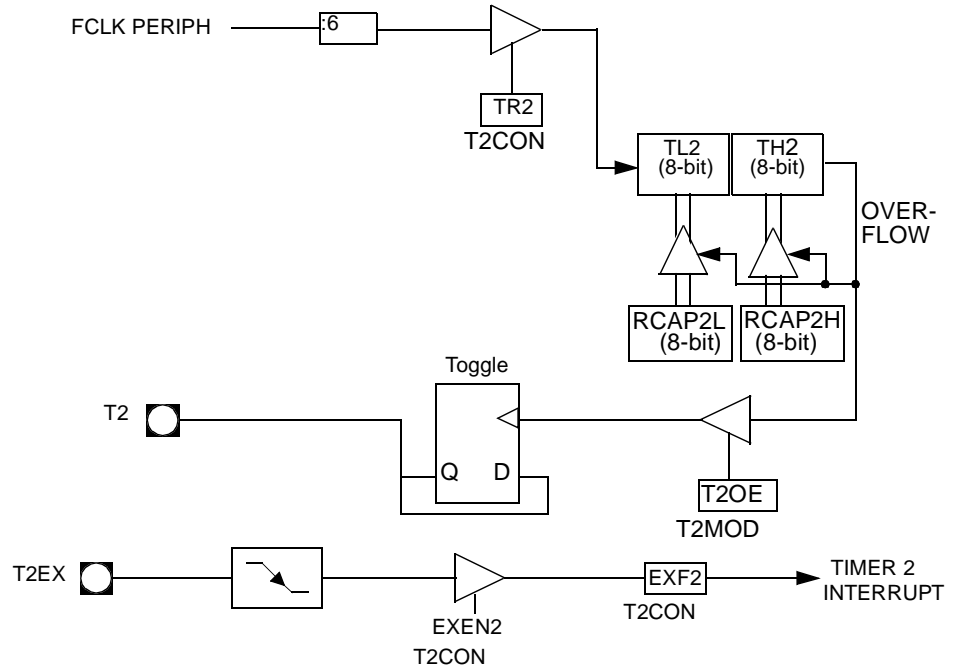 FCLK PERIPH
:6
TR2
T2CON
TL2
(8-bit)
TH2
(8-bit)
OVER-
FLOW
RCAP2L
(8-bit)
RCAP2H
(8-bit)
Toggle
T2
Q D
T2OE
T2MOD
T2EX
EXEN2
T2CON
EXF2
T2CON
TIMER 2
INTERRUPT